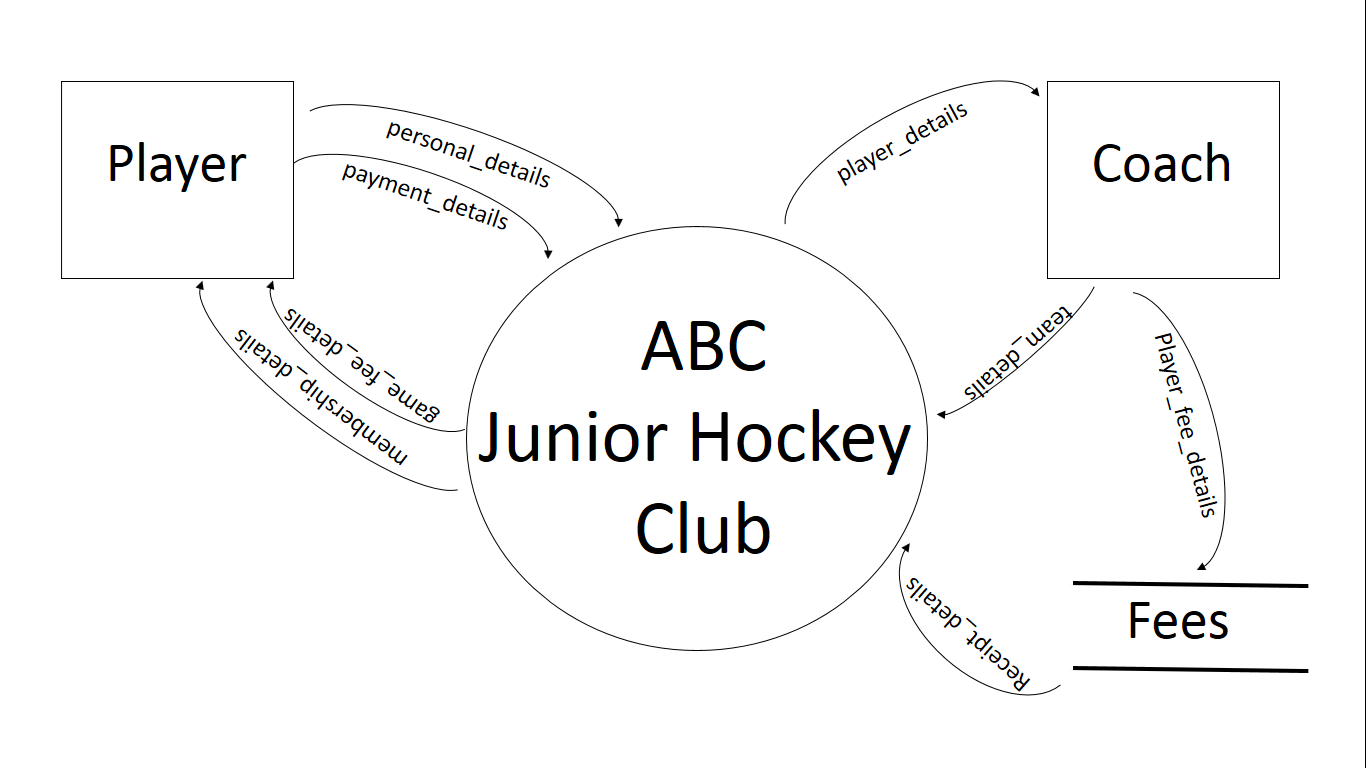 Player
personal_details
payment_details
game_fee_details
membership_details
ABC
Junior Hockey
Club
player_details
Coach
team_details
Player_fee_details
Receipt_details
Fees